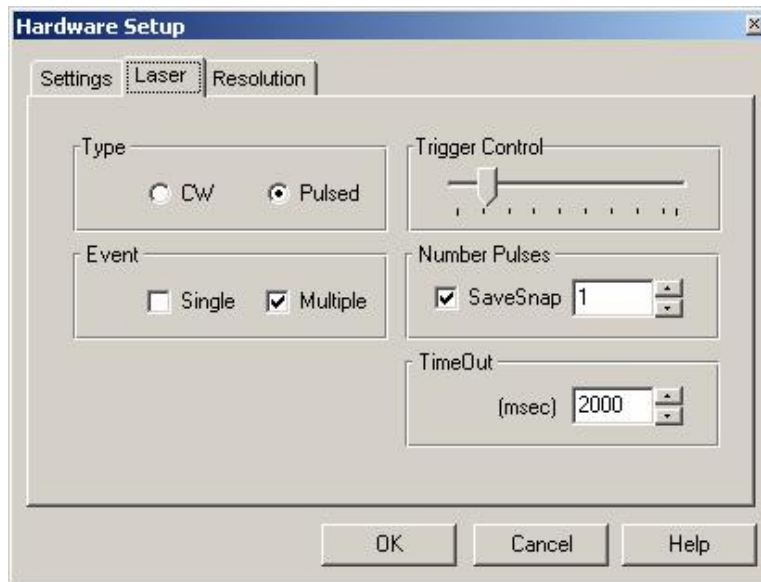 Hardware Setup
Settings Laser Resolution
Type
CW Pulsed
Trigger Control
Event
Single Multiple
Number Pulses
SaveSnap 1
TimeOut
(msec) 2000
OK Cancel Help